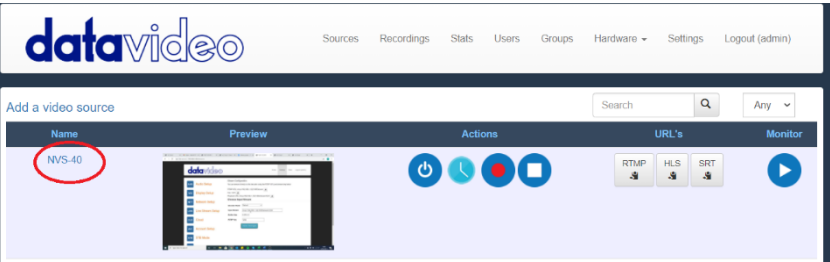 datavideo
Sources Recordings Stats Users Groups Hardware Settings Logout (admin)
Add a video source
Search
Any
Name Preview Actions URL's Monitor
NVS-40
datavideo
RTMP HLS SRT